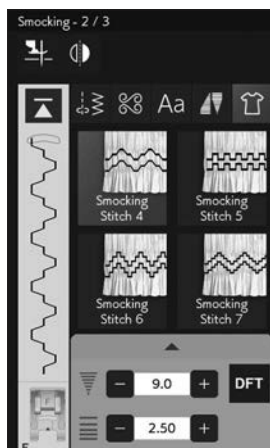 Smocking - 2 / 3
Aa
Smocking
Stitch 4
Smocking
Stitch 5
Smocking
Stitch 6
Smocking
Stitch 7
9.0
DFT
2.50
F